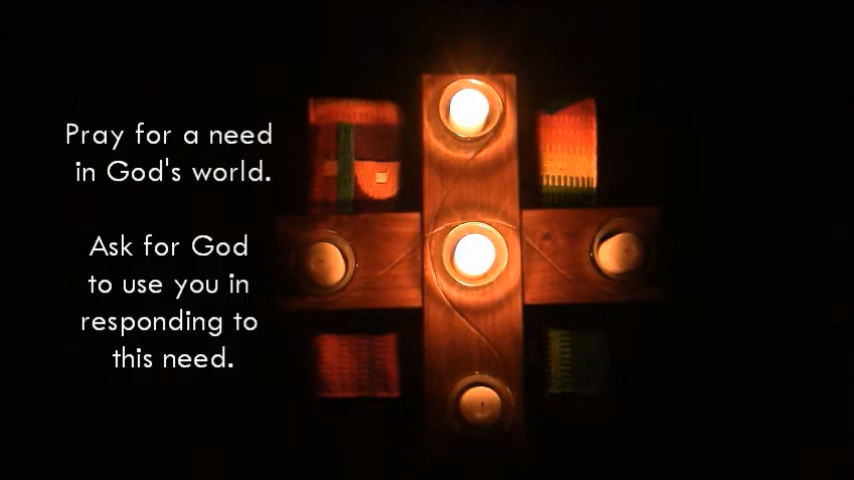 Pray for a need
in God's world.
Ask for God
to use you in
responding to
this need.